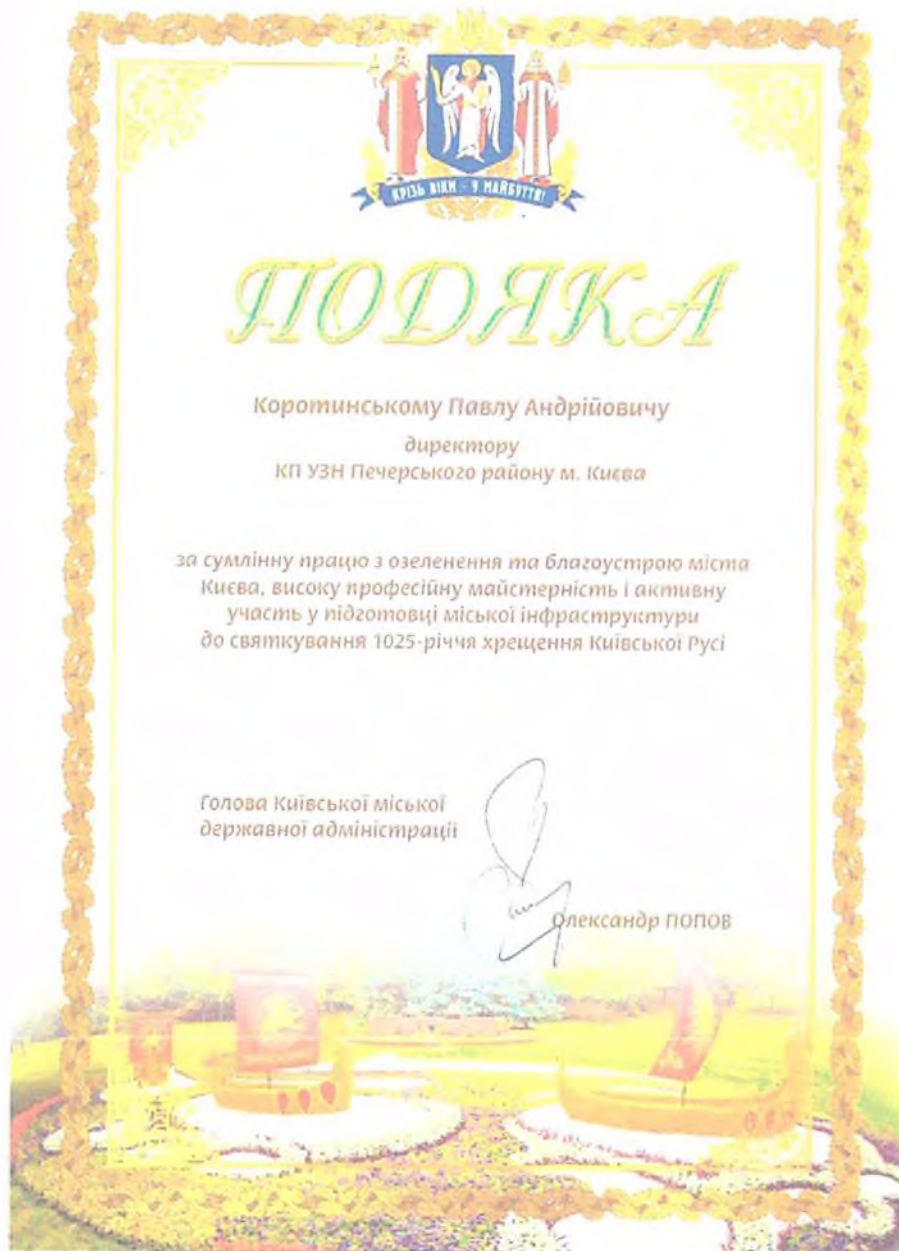 КРІЗЬ ВІКИ - У МАЙБУТТЯ!
ПОДЯКА
Коротинському Павлу Андрійовичу
директору
КП УЗН Печерського району м. Києва
за сумлінну працю з озеленення та благоустрою міста
Києва, високу професійну майстерність і активну
участь у підготовці міської інфраструктури
до святкування 1025-річчя хрещення Київської Русі
Голова Київської міської
державної адміністрації
Олександр ПОПОВ